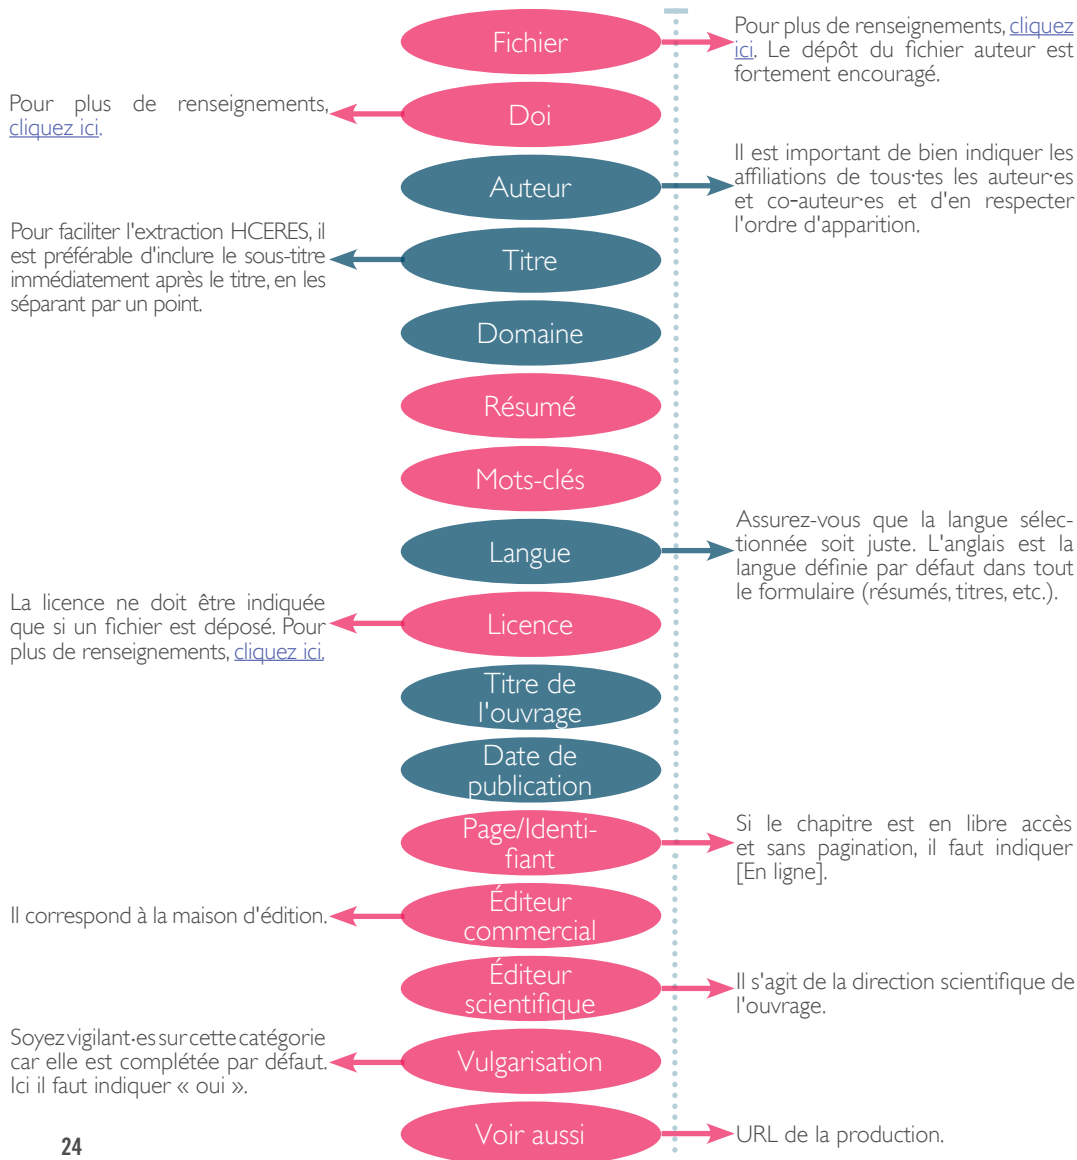 Fichier
Pour plus de renseignements, cliquez
ici. Le dépôt du fichier auteur est
fortement encouragé.
Pour plus de renseignements,
cliquez ici.
Doi
Auteur
Il est important de bien indiquer les
affiliations de tous·tes les auteur·es
et co-auteur·es et d'en respecter
l'ordre d'apparition.
Pour faciliter l'extraction HCERES, il
est préférable d'inclure le sous-titre
immédiatement après le titre, en les
séparant par un point.
Titre
Domaine
Résumé
Mots-clés
Langue
Assurez-vous que la langue sélec-
tionnée soit juste. L'anglais est la
langue définie par défaut dans tout
le formulaire (résumés, titres, etc.).
La licence ne doit être indiquée
que si un fichier est déposé. Pour
plus de renseignements, cliquez ici.
Licence
Titre de
l'ouvrage
Date de
publication
Page/Identi-
fiant
Si le chapitre est en libre accès
et sans pagination, il faut indiquer
[En ligne].
Il correspond à la maison d'édition.
Éditeur
commercial
Éditeur
scientifique
Il s'agit de la direction scientifique de
l'ouvrage.
Soyez vigilant·es sur cette catégorie
car elle est complétée par défaut.
Ici il faut indiquer « oui ».
Vulgarisation
Voir aussi
URL de la production.
24